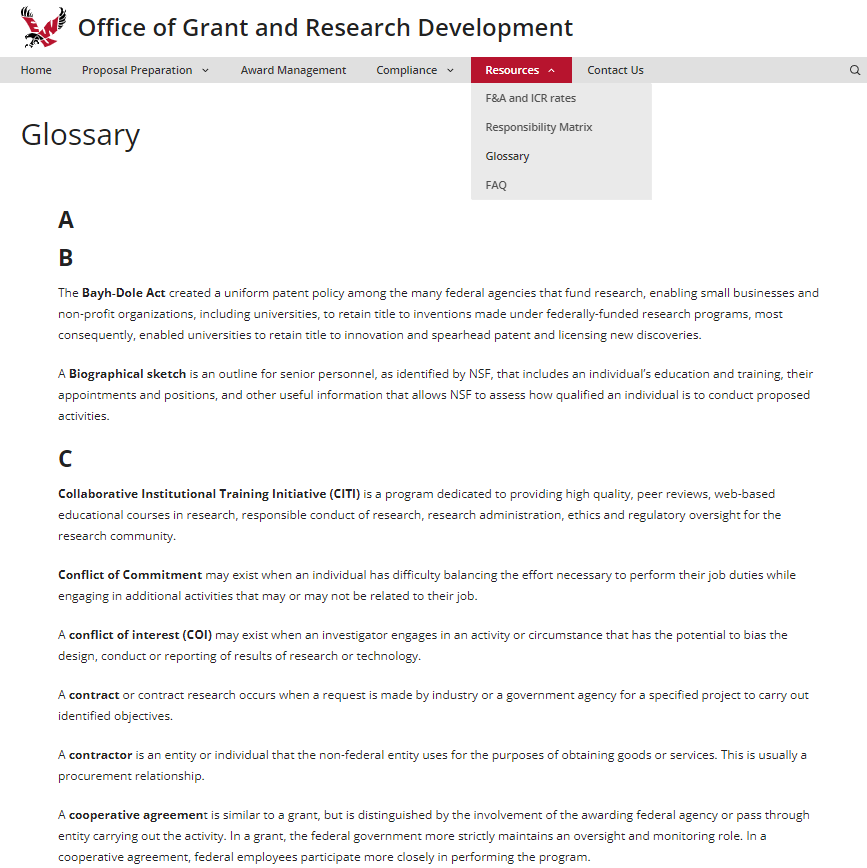 Office of Grant and Research Development
Home Proposal Preparation Award Management Compliance Resources Contact Us
F&A and ICR rates
Responsibility Matrix
Glossary
FAQ
Glossary
A
B
The Bayh-Dole Act created a uniform patent policy among the many federal agencies that fund research, enabling small businesses and
non-profit organizations, including universities, to retain title to inventions made under federally-funded research programs, most
consequently, enabled universities to retain title to innovation and spearhead patent and licensing new discoveries.
A Biographical sketch is an outline for senior personnel, as identified by NSF, that includes an individual's education and training, their
appointments and positions, and other useful information that allows NSF to assess how qualified an individual is to conduct proposed
activities.
C
Collaborative Institutional Training Initiative (CITI) is a program dedicated to providing high quality, peer reviews, web-based
educational courses in research, responsible conduct of research, research administration, ethics and regulatory oversight for the
research community.
Conflict of Commitment may exist when an individual has difficulty balancing the effort necessary to perform their job duties while
engaging in additional activities that may or may not be related to their job.
A conflict of interest (COI) may exist when an investigator engages in an activity or circumstance that has the potential to bias the
design, conduct or reporting of results of research or technology.
A contract or contract research occurs when a request is made by industry or a government agency for a specified project to carry out
identified objectives.
A contractor is an entity or individual that the non-federal entity uses for the purposes of obtaining goods or services. This is usually a
procurement relationship.
A cooperative agreement is similar to a grant, but is distinguished by the involvement of the awarding federal agency or pass through
entity carrying out the activity. In a grant, the federal government more strictly maintains an oversight and monitoring role. In a
cooperative agreement, federal employees participate more closely in performing the program.